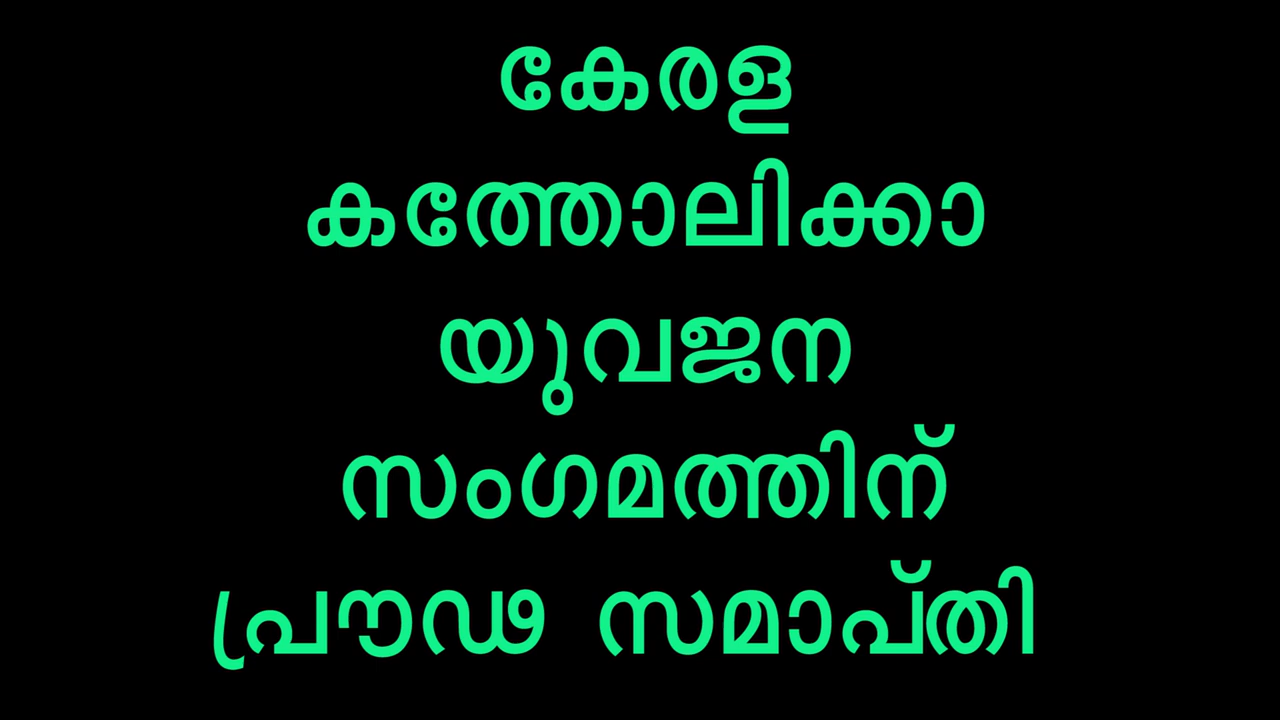 കേരള
കത്തോലിക്കാ
യുവജന
സംഗമത്തിന്
പ്രൗഢ സമാപ്തി